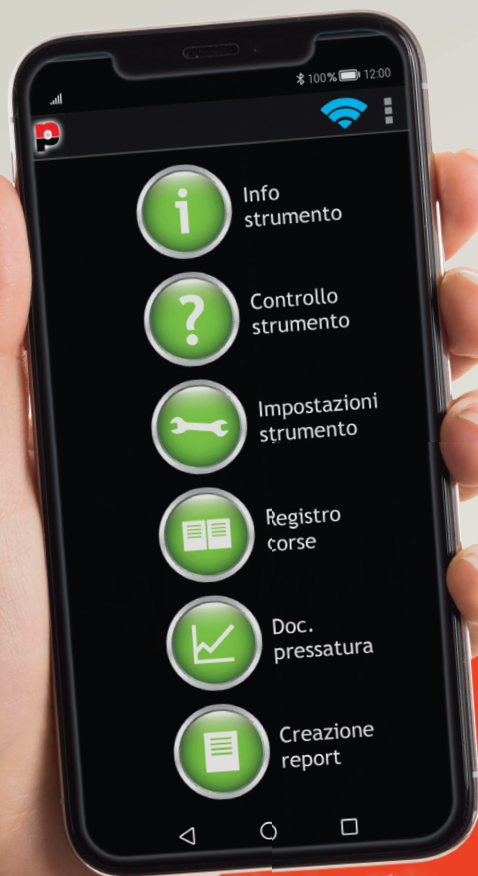 100% 12:00
Info
strumento
Controllo
strumento
Impostazioni
strumento
Registro
corse
Doc.
pressatura
Creazione
report